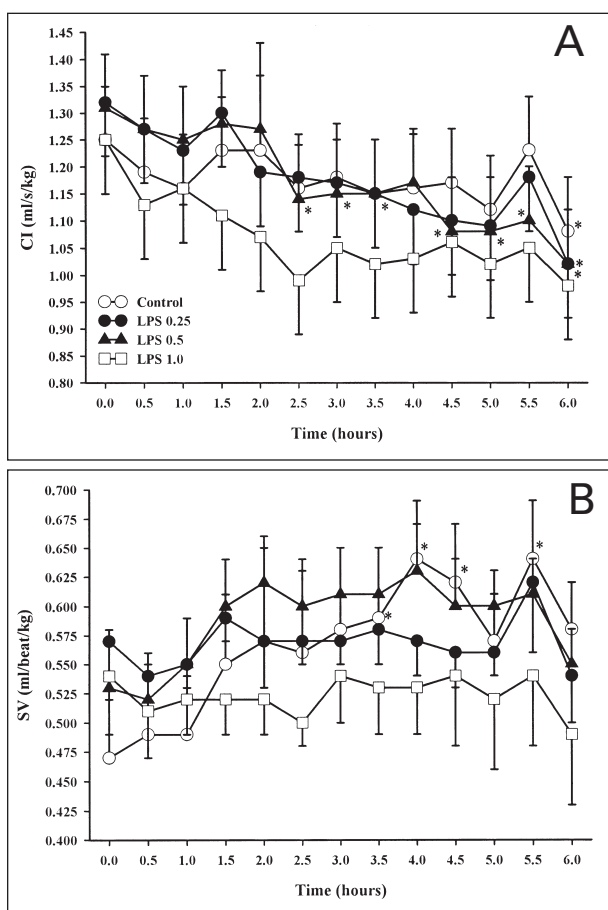 A
1.45
1.40
1.35
1.30
1.25
1.20
1.15
1.10
1.05
1.00
0.95
0.90
0.85
0.80
CI (ml/s/kg)
Control
LPS 0.25
LPS 0.5
LPS 1.0
* * * * * * * * * *
0.0 0.5 1.0 1.5 2.0 2.5 3.0 3.5 4.0 4.5 5.0 5.5 6.0
Time (hours)
B
0.700
0.675
0.650
0.625
0.600
0.575
0.550
0.525
0.500
0.475
0.450
0.425
0.400
SV (ml/beat/kg)
* * * *
0.0 0.5 1.0 1.5 2.0 2.5 3.0 3.5 4.0 4.5 5.0 5.5 6.0
Time (hours)